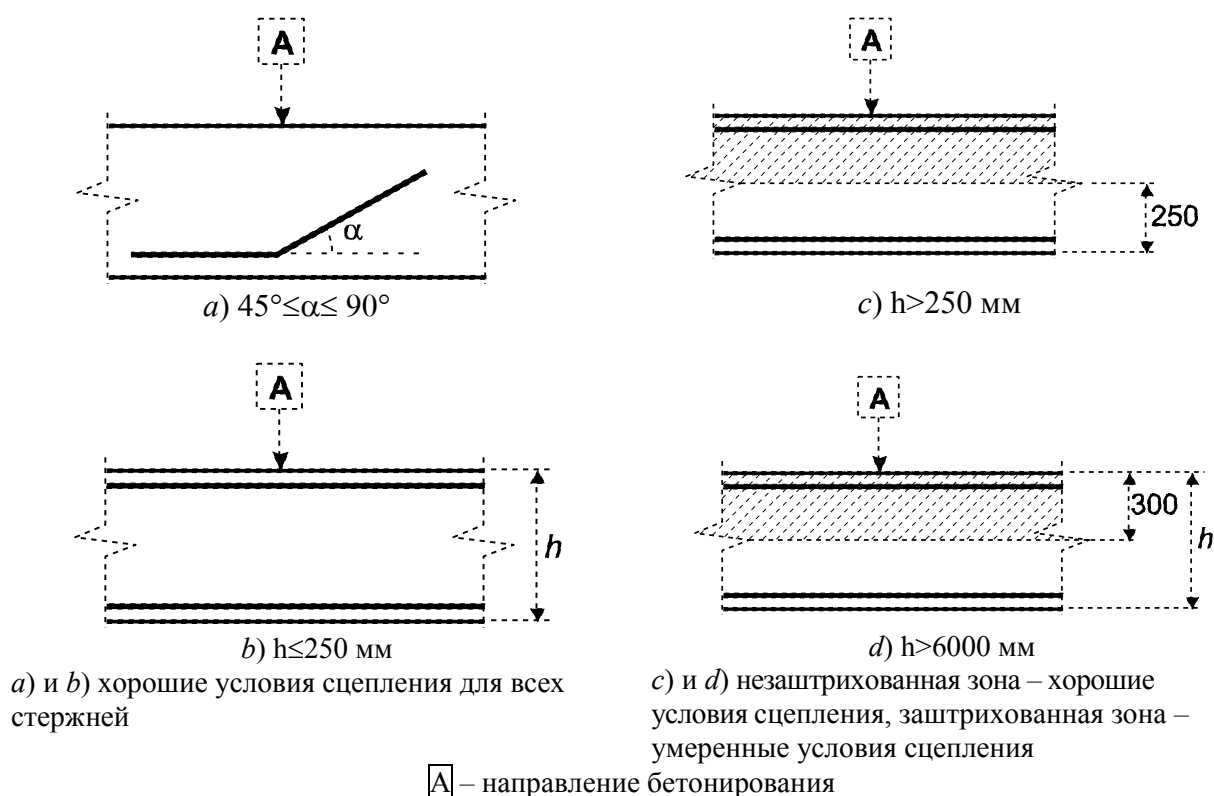 A
α
a) 45°≤α≤ 90°
A
250
c) h>250 мм
A
h
b) h≤250 мм
a) и b) хорошие условия сцепления для всех
стержней
A
300
h
d) h>6000 мм
c) и d) незаштрихованная зона – хорошие
условия сцепления, заштрихованная зона –
умеренные условия сцепления
A – направление бетонирования